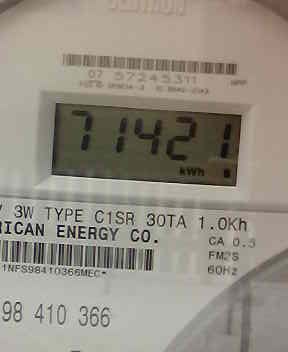 07 57245311
71421
kWh
3W TYPE C1SR 30TA 1.0Kh
RICAN ENERGY CO. CA 0.3
FM2S
1NFS98410366MEC* 60Hz
98 410 366